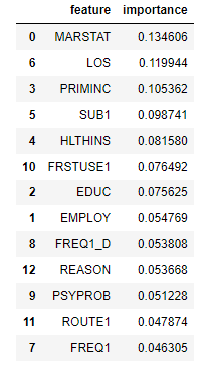 feature importance
0 MARSTAT 0.134606
6 LOS 0.119944
3 PRIMINC 0.105362
5 SUB1 0.098741
4 HLTHINS 0.081580
10 FRSTUSE1 0.076492
2 EDUC 0.075625
1 EMPLOY 0.054769
8 FREQ1_D 0.053808
12 REASON 0.053668
9 PSYPROB 0.051228
11 ROUTE1 0.047874
7 FREQ1 0.046305